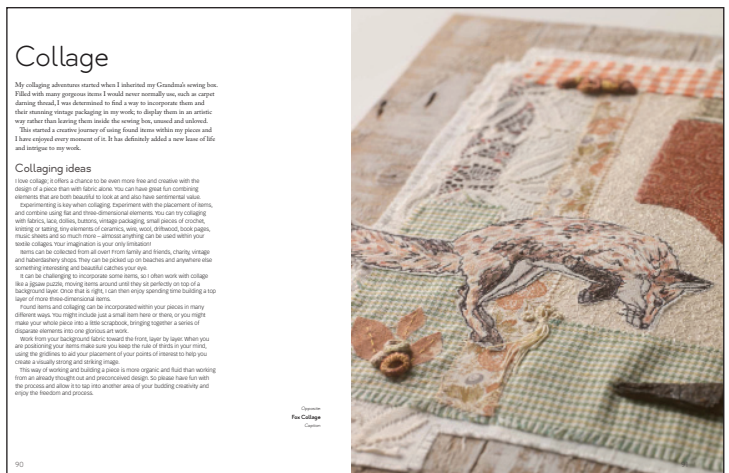 Collage
My collaging adventures started when I inherited my Grandma's sewing box.
Filled with many gorgeous items I would never normally use, such as carpet
darning thread, I was determined to find a way to incorporate them and
their stunning vintage packaging in my work; to display them in an artistic
way rather than leaving them inside the sewing box, unused and unloved.
This started a creative journey of using found items within my pieces and
I have enjoyed every moment of it. It has definitely added a new lease of life
and intrigue to my work.
Collaging ideas
I love collage; it offers a chance to be even more free and creative with the
design of a piece than with fabric alone. You can have great fun combining
elements that are both beautiful to look at and also have sentimental value.
Experimenting is key when collaging. Experiment with the placement of items,
and combine using flat and three-dimensional elements. You can try collaging
with fabrics, lace, doilies, buttons, vintage packaging, small pieces of crochet,
knitting or tatting, tiny elements of ceramics, wire, wool, driftwood, book pages,
music sheets and so much more – almosst anything can be used within your
textile collages. Your imagination is your only limitation!
Items can be collected from all over! From family and friends, charity, vintage
and haberdashery shops. They can be picked up on beaches and anywhere else
something interesting and beautiful catches your eye.
It can be challenging to incorporate some items, so I often work with collage
like a jigsaw puzzle, moving items around until they sit perfectly on top of a
background layer. Once that is right, I can then enjoy spending time building a top
layer of more three-dimensional items.
Found items and collaging can be incorporated within your pieces in many
different ways. You might include just a small item here or there, or you might
make your whole piece into a little scrapbook, bringing together a series of
disparate elements into one glorious art work.
Work from your background fabric toward the front, layer by layer. When you
are positioning your items make sure you keep the rule of thirds in your mind,
using the gridlines to aid your placement of your points of interest to help you
create a visually strong and striking image.
This way of working and building a piece is more organic and fluid than working
from an already thought out and preconceived design. So please have fun with
the process and allow it to tap into another area of your budding creativity and
enjoy the freedom and process.
Opposite
Fox Collage
Caption
90